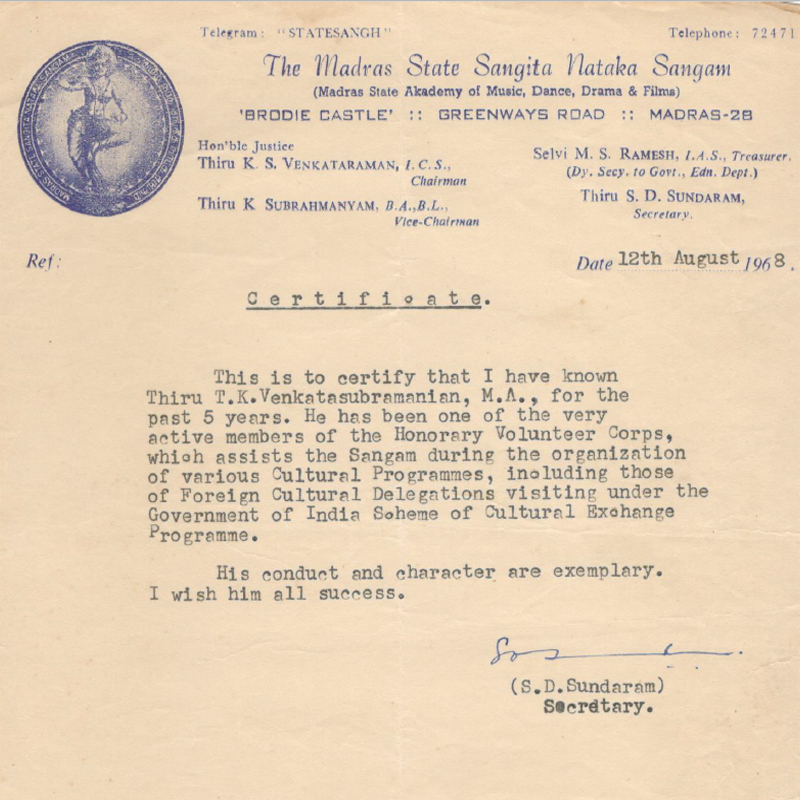 Telegram: "STATESANGH"
Telephone: 72471
The Madras State Sangita Nataka Sangam
(Madras State Akademy of Music, Dance, Drama & Films)
'BRODIE CASTLE' :: GREENWAYS ROAD :: MADRAS-28
Hon'ble Justice
Thiru K. S. VENKATARAMAN, I.C.S.,
Chairman
Thiru K SUBRAHMANYAM, B.A.,B.L.,
Vice-Chairman
Selvi M. S. RAMESH, I.A.S., Treasurer.
(Dy. Secy. to Govt., Edn. Dept.)
Thiru S. D. SUNDARAM,
Secretary.
Ref:
Date 12th August 1968.
Certificate.
This is to certify that I have known
Thiru T.K.Venkatasubramanian, M.A., for the
past 5 years. He has been one of the very
active members of the Honorary Volunteer Corps,
which assists the Sangam during the organization
of various Cultural Programmes, including those
of Foreign Cultural Delegations visiting under the
Government of India Scheme of Cultural Exchange
Programme.
His conduct and character are exemplary.
I wish him all success.
(S.D.Sundaram)
Secretary.